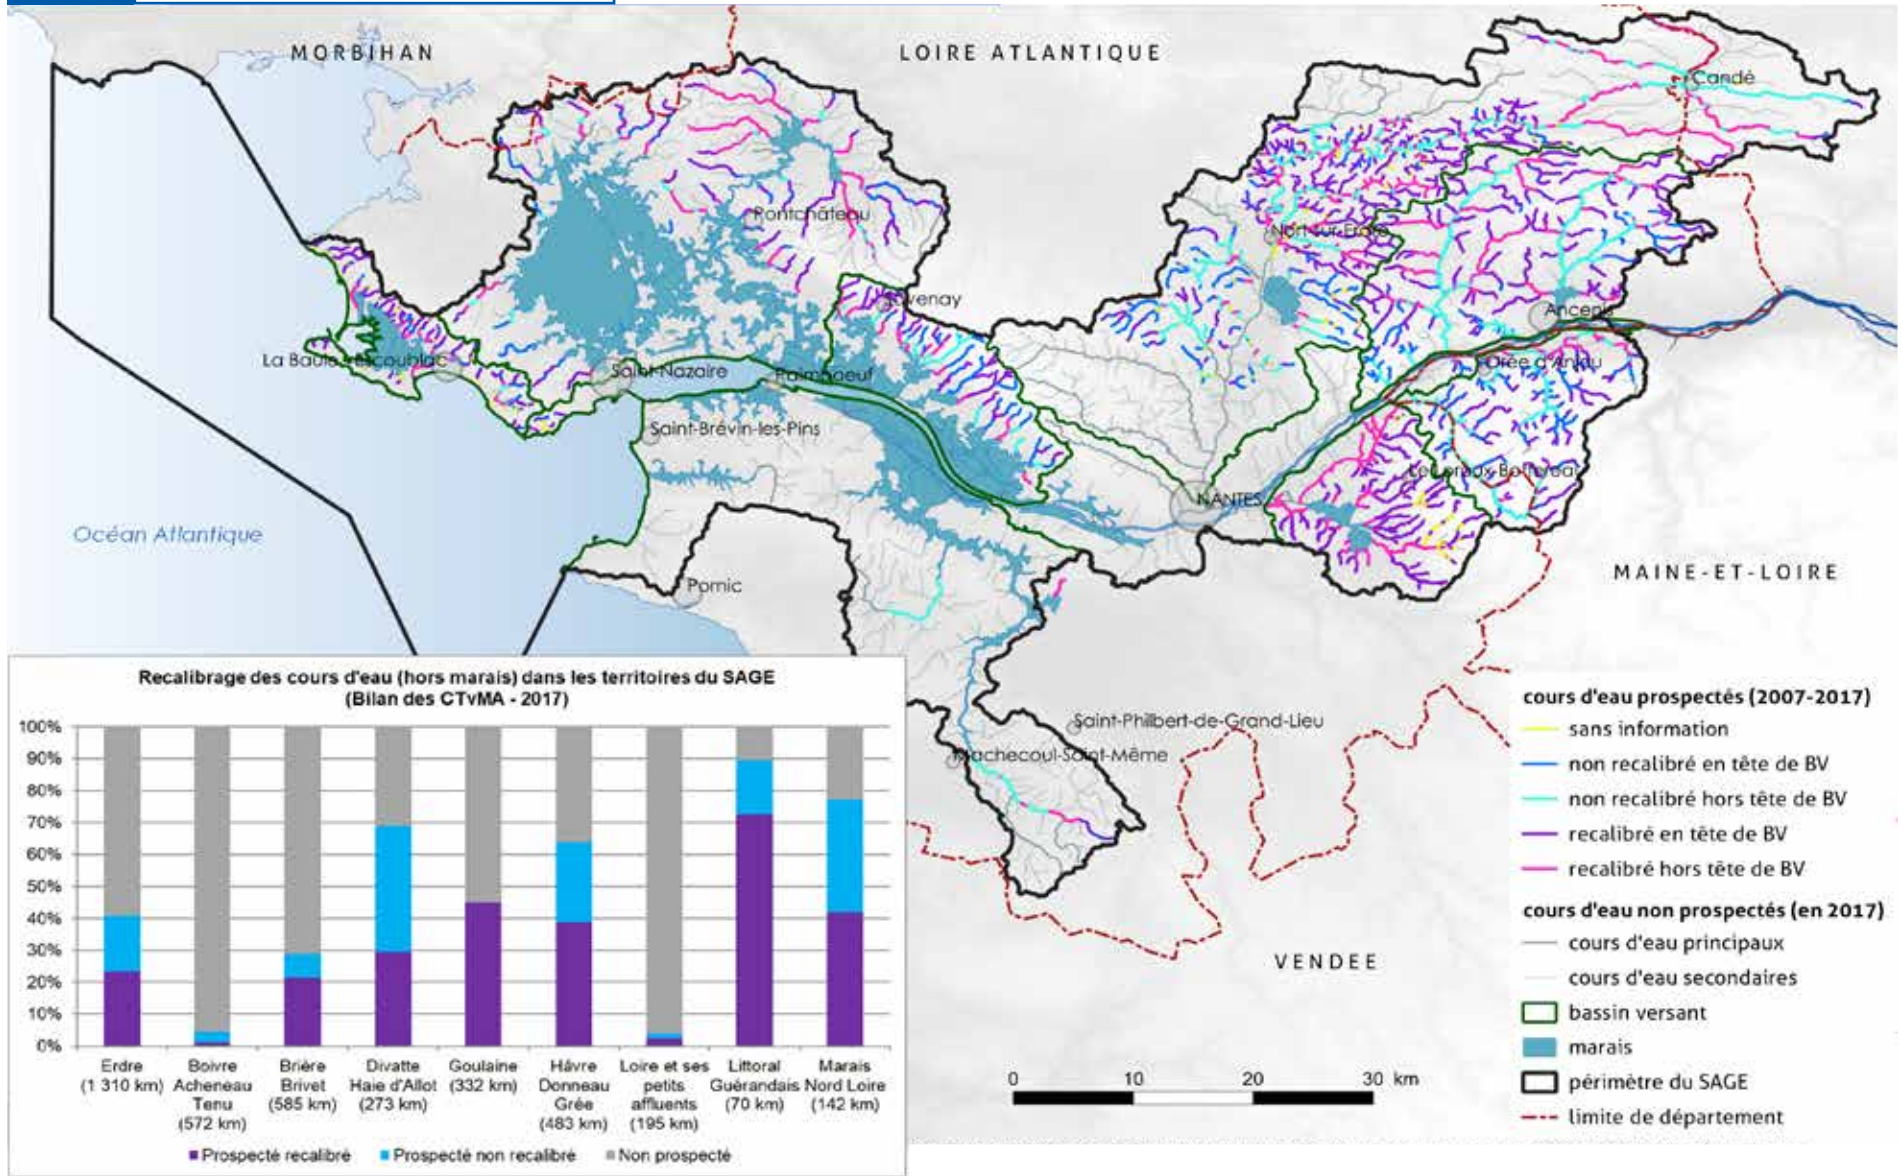 MORBIHAN
LOIRE ATLANTIQUE
Candé
Pontchâteau
Nort-sur-Erdre
Savenay
Ancenis
La Baule-Escoublac
Saint-Nazaire
Paimboeuf
Orée d'Anjou
Saint-Brévin-les-Pins
Le Loroux-Bottereau
NANTES
Océan Atlantique
MAINE-ET-LOIRE
Pornic
Saint-Philbert-de-Grand-Lieu
Machecoul-Saint-Même
VENDEE
0 10 20 30 km
Recalibrage des cours d'eau (hors marais) dans les territoires du SAGE
(Bilan des CTvMA - 2017)
100%
90%
80%
70%
60%
50%
40%
30%
20%
10%
0%
Erdre
(1 310 km)
Boivre
Acheneau
Tenu
(572 km)
Brière
Brivet
(585 km)
Divatte
Haie d'Allot
(273 km)
Goulaine
(332 km)
Hâvre
Donneau
Grée
(483 km)
Loire et ses
petits
affluents
(195 km)
Littoral
Guérandais
(70 km)
Marais
Nord Loire
(142 km)
Prospecté recalibré
Prospecté non recalibré
Non prospecté
cours d'eau prospectés (2007-2017)
sans information
non recalibré en tête de BV
non recalibré hors tête de BV
recalibré en tête de BV
recalibré hors tête de BV
cours d'eau non prospectés (en 2017)
cours d'eau principaux
cours d'eau secondaires
bassin versant
marais
périmètre du SAGE
limite de département